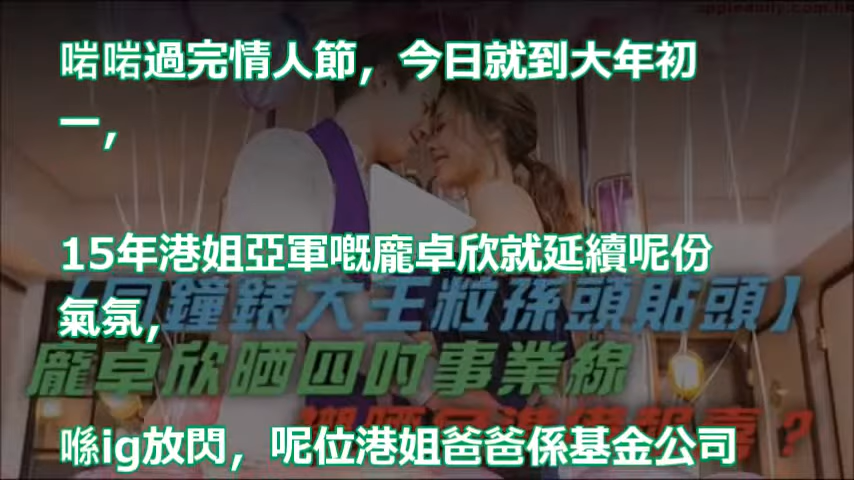 appledaily.com.hk
啱啱過完情人節，今日就到大年初
一，
15年港姐亞軍嘅龐卓欣就延續呢份
氣氛，
【同鐘錶大王粒孫頭貼頭】
龐卓欣晒四吋事業線
喺ig放閃，呢位港姐爸爸係基金公司